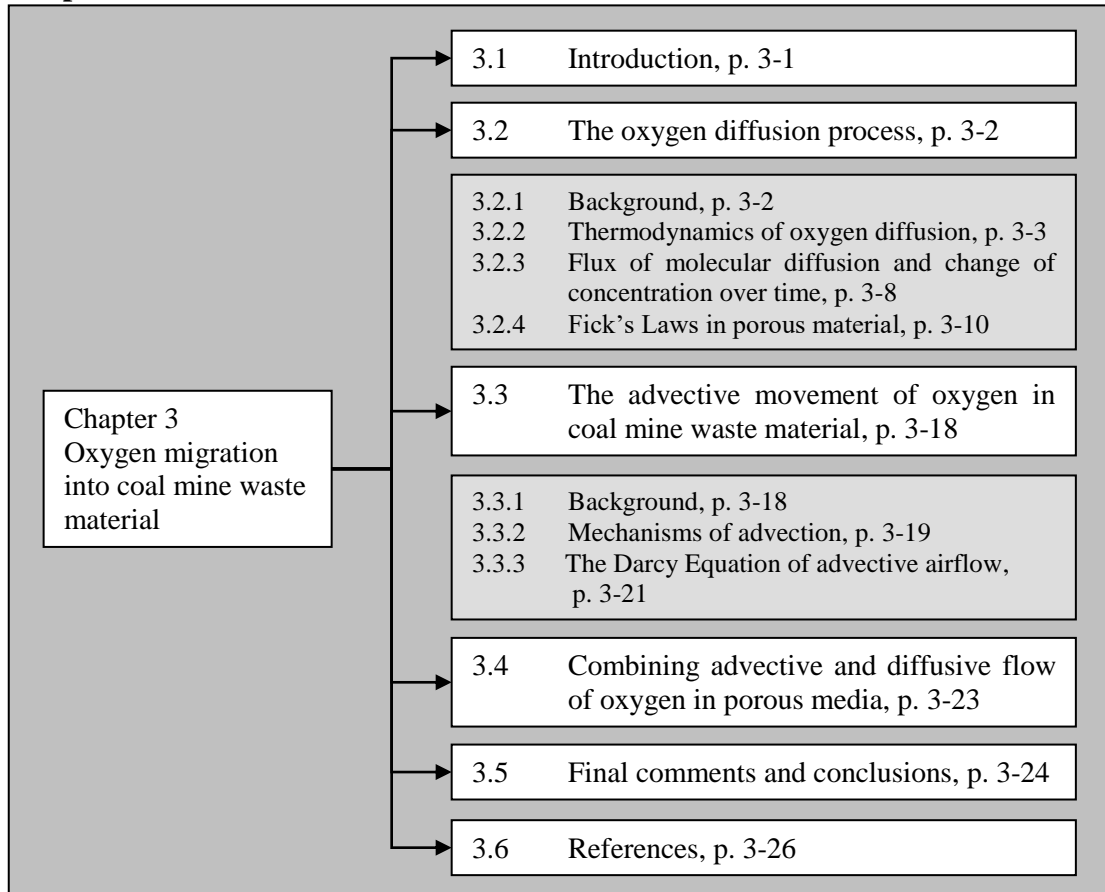 3.1 Introduction, p. 3-1
3.2 The oxygen diffusion process, p. 3-2
3.2.1 Background, p. 3-2
3.2.2 Thermodynamics of oxygen diffusion, p. 3-3
3.2.3 Flux of molecular diffusion and change of
concentration over time, p. 3-8
3.2.4 Fick's Laws in porous material, p. 3-10
Chapter 3
Oxygen migration
into coal mine waste
material
3.3 The advective movement of oxygen in
coal mine waste material, p. 3-18
3.3.1 Background, p. 3-18
3.3.2 Mechanisms of advection, p. 3-19
3.3.3 The Darcy Equation of advective airflow,
p. 3-21
3.4 Combining advective and diffusive flow
of oxygen in porous media, p. 3-23
3.5 Final comments and conclusions, p. 3-24
3.6 References, p. 3-26